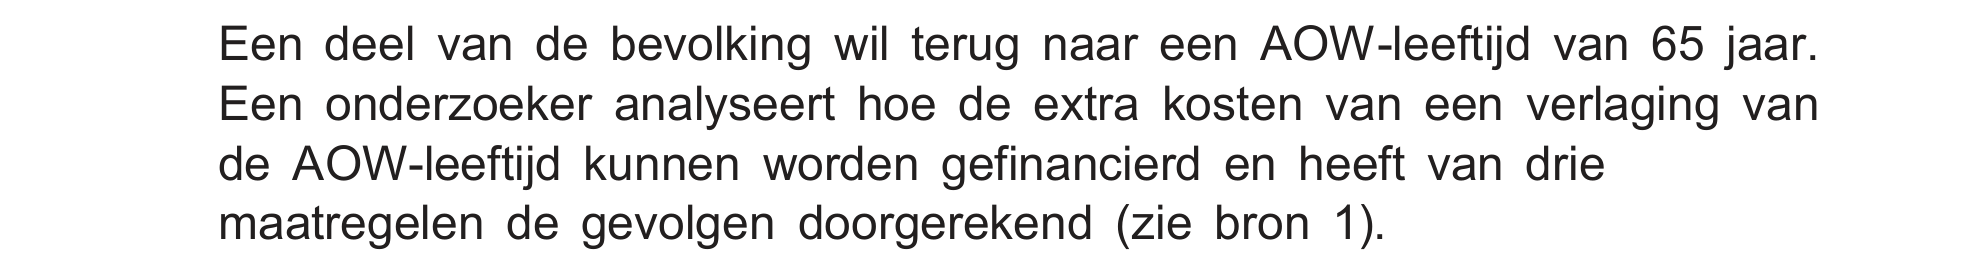 Een deel van de bevolking wil terug naar een AOW-leeftijd van 65 jaar.
Een onderzoeker analyseert hoe de extra kosten van een verlaging van
de AOW-leeftijd kunnen worden gefinancierd en heeft van drie
maatregelen de gevolgen doorgerekend (zie bron 1).